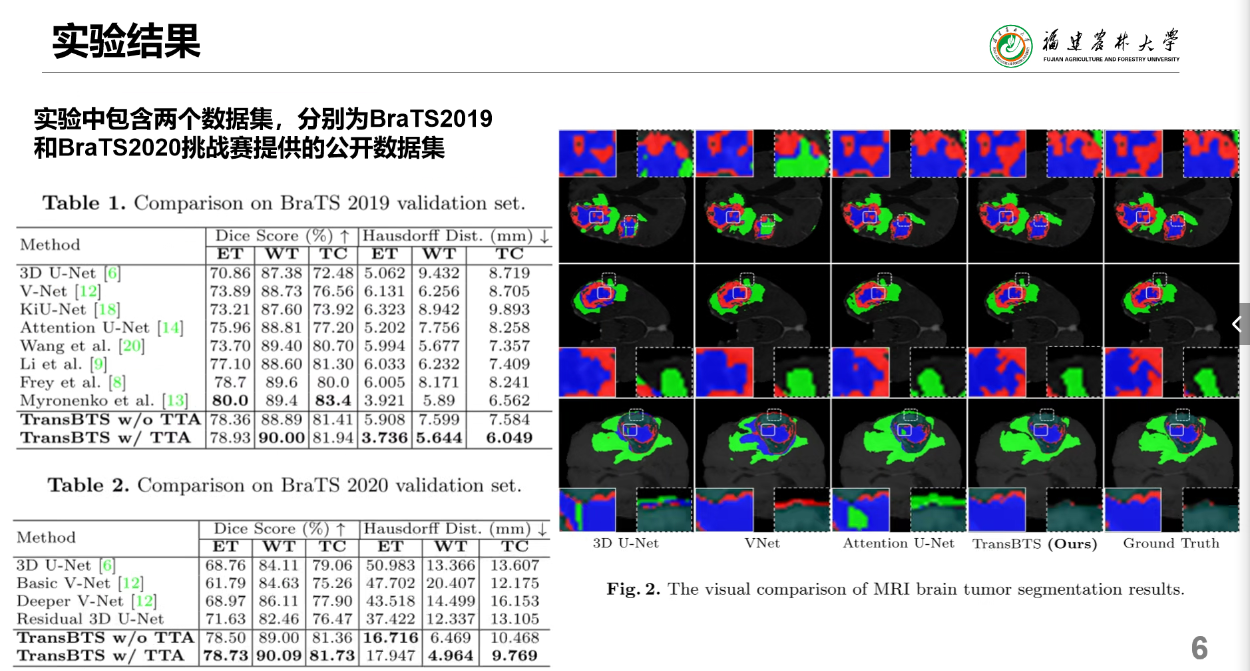 实验结果
福建农林大学
FUJIAN AGRICULTURE AND FORESTRY UNIVERSITY
实验中包含两个数据集，分别为BraTS2019
和BraTS2020挑战赛提供的公开数据集
Table 1. Comparison on BraTS 2019 validation set.
Method Dice Score (%) ↑ Hausdorff Dist. (mm) ↓
ET WT TC ET WT TC
3D U-Net [6] 70.86 87.38 72.48 5.062 9.432 8.719
V-Net [12] 73.89 88.73 76.56 6.131 6.256 8.705
KiU-Net [18] 73.21 87.60 73.92 6.323 8.942 9.893
Attention U-Net [14] 75.96 88.81 77.20 5.202 7.756 8.258
Wang et al. [20] 73.70 89.40 80.70 5.994 5.677 7.357
Li et al. [9] 77.10 88.60 81.30 6.033 6.232 7.409
Frey et al. [8] 78.7 89.6 80.0 6.005 8.171 8.241
Myronenko et al. [13] 80.0 89.4 83.4 3.921 5.89 6.562
TransBTS w/o TTA 78.36 88.89 81.41 5.908 7.599 7.584
TransBTS w/ TTA 78.93 90.00 81.94 3.736 5.644 6.049
Table 2. Comparison on BraTS 2020 validation set.
Method Dice Score (%) ↑ Hausdorff Dist. (mm) ↓
ET WT TC ET WT TC
3D U-Net [6] 68.76 84.11 79.06 50.983 13.366 13.607
Basic V-Net [12] 61.79 84.63 75.26 47.702 20.407 12.175
Deeper V-Net [12] 68.97 86.11 77.90 43.518 14.499 16.153
Residual 3D U-Net 71.63 82.46 76.47 37.422 12.337 13.105
TransBTS w/o TTA 78.50 89.00 81.36 16.716 6.469 10.468
TransBTS w/ TTA 78.73 90.09 81.73 17.947 4.964 9.769
3D U-Net VNet Attention U-Net TransBTS (Ours) Ground Truth
Fig. 2. The visual comparison of MRI brain tumor segmentation results.
6